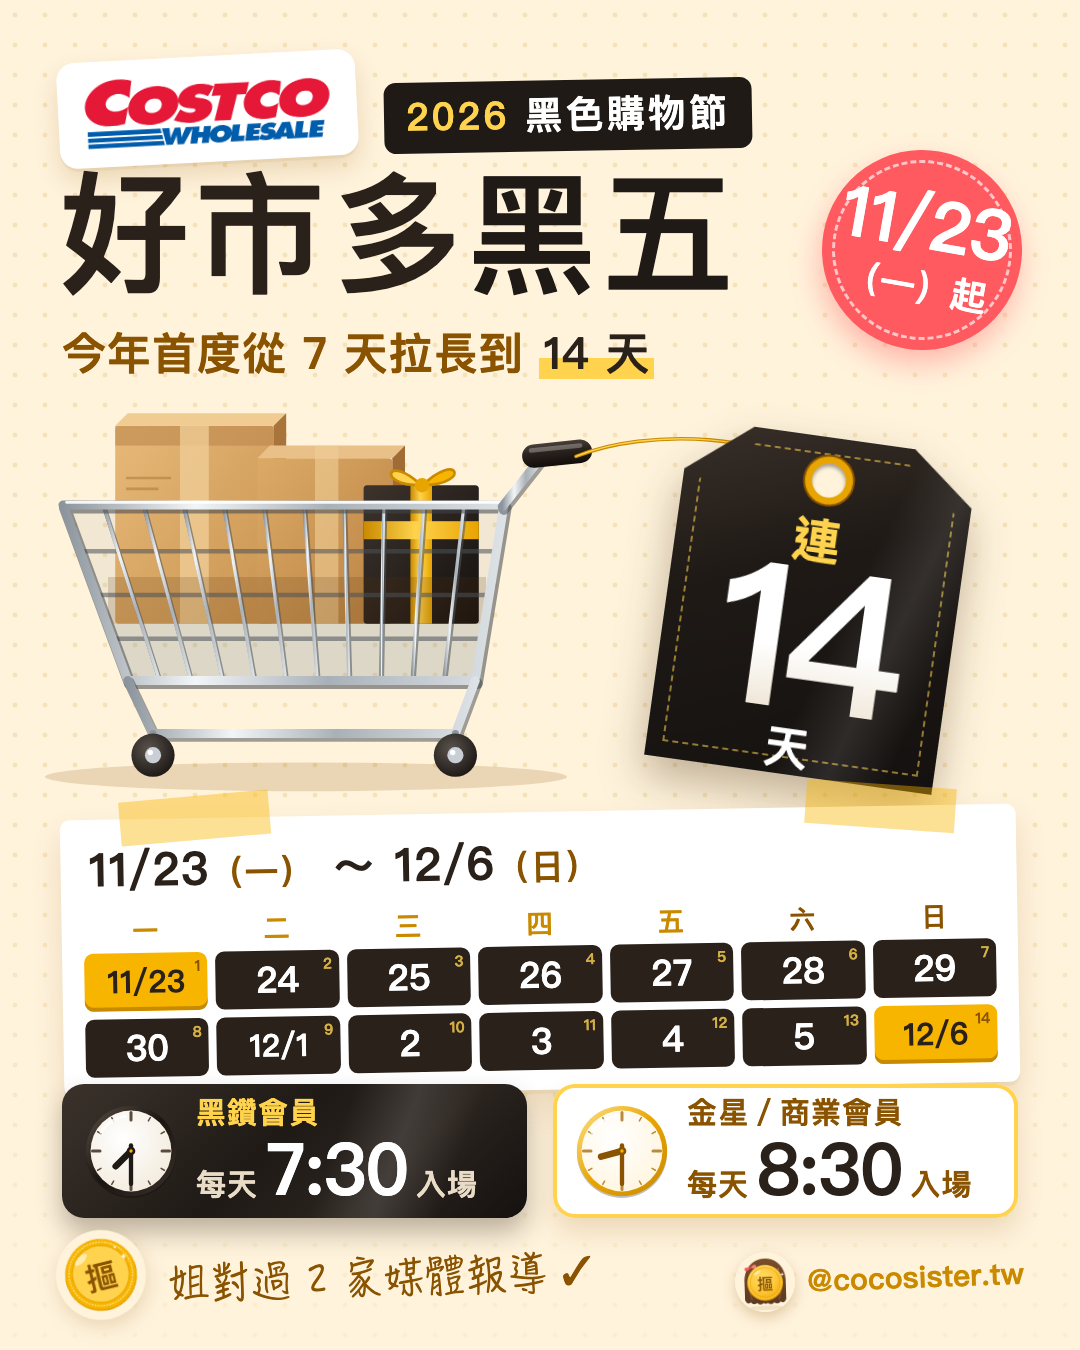 COSTCO
WHOLESALE
2026 黑色購物節
好市多黑五
11/23
(一) 起
今年首度從 7 天拉長到 14 天
連
14
天
11/23 (一) ～ 12/6 (日)
一 二 三 四 五 六 日
11/23 1 24 2 25 3 26 4 27 5 28 6 29 7
30 8 12/1 9 2 10 3 11 4 12 5 13 12/6 14
黑鑽會員
每天 7:30 入場
金星 / 商業會員
每天 8:30 入場
摳 姐對過 2 家媒體報導 ✓
摳 @cocosister.tw